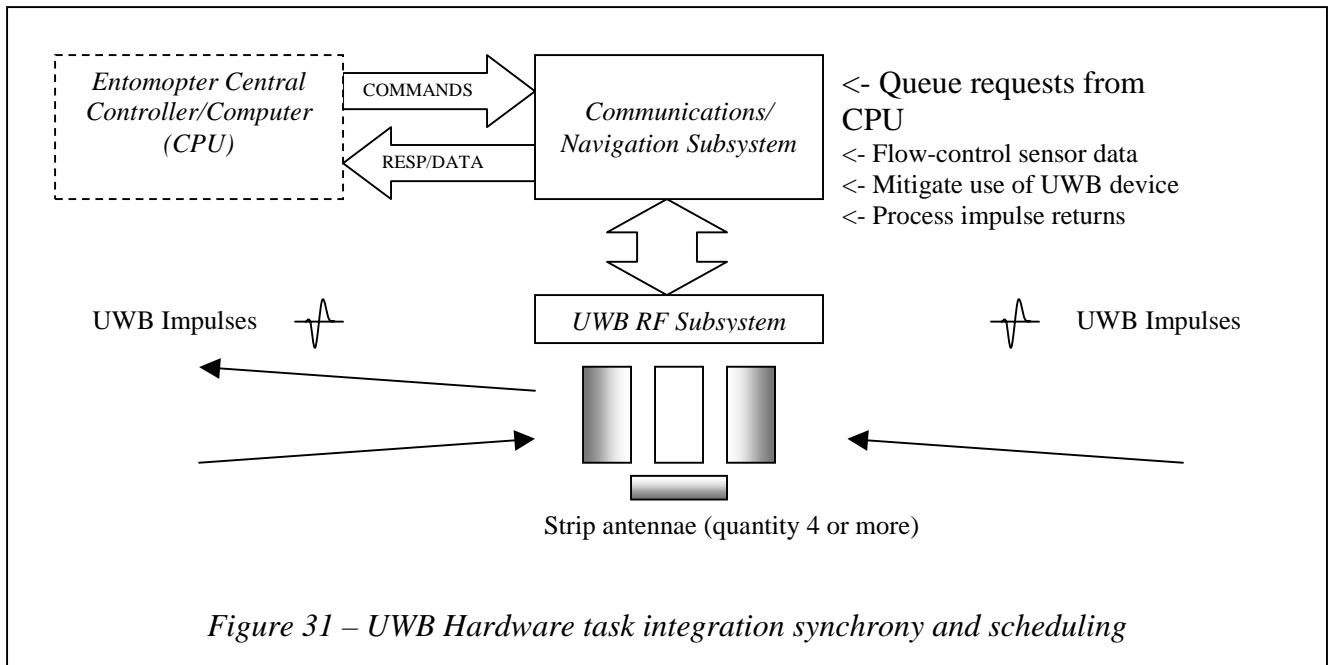 Entomopter Central
Controller/Computer
(CPU)
COMMANDS
RESP/DATA
Communications/
Navigation Subsystem
<- Queue requests from
CPU
<- Flow-control sensor data
<- Mitigate use of UWB device
<- Process impulse returns
UWB Impulses
UWB RF Subsystem
UWB Impulses
Strip antennae (quantity 4 or more)
Figure 31 – UWB Hardware task integration synchrony and scheduling